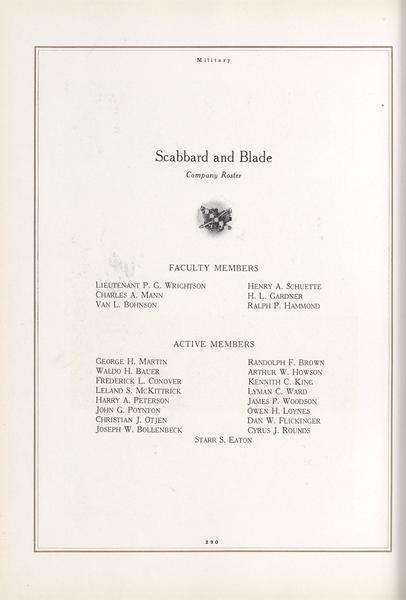 Military
Scabbard and Blade
Company Roster
FACULTY MEMBERS
LIEUTENANT P. G. WRIGHTSON
CHARLES A. MANN
VAN L. BOHNSON
HENRY A. SCHUETTE
H. L. GARDNER
RALPH P. HAMMOND
ACTIVE MEMBERS
GEORGE H. MARTIN
WALDO H. BAUER
FREDERICK L. CONOVER
LELAND S. MCKITTRICK
HARRY A. PETERSON
JOHN G. POYNTON
CHRISTIAN J. OTJEN
JOSEPH W. BOLLENBECK
RANDOLPH F. BROWN
ARTHUR W. HOWSON
KENNITH C. KING
LYMAN C. WARD
JAMES P. WOODSON
OWEN H. LOYNES
DAN W. FLICKINGER
CYRUS J. ROUNDS
STARR S. EATON
290